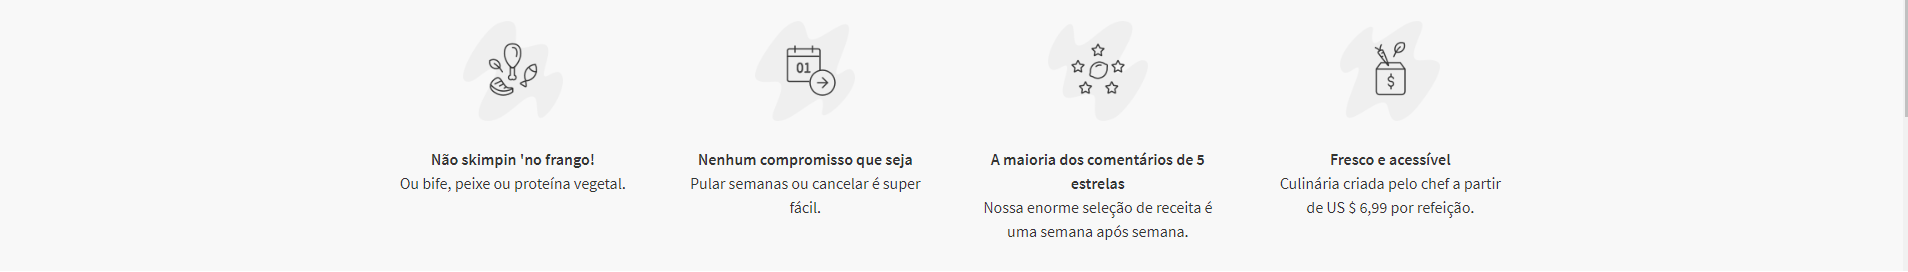 01
$
Não skimpin 'no frango!
Ou bife, peixe ou proteína vegetal.
Nenhum compromisso que seja
Pular semanas ou cancelar é super
fácil.
A maioria dos comentários de 5
estrelas
Nossa enorme seleção de receita é
uma semana após semana.
Fresco e acessível
Culinária criada pelo chef a partir
de US $ 6,99 por refeição.